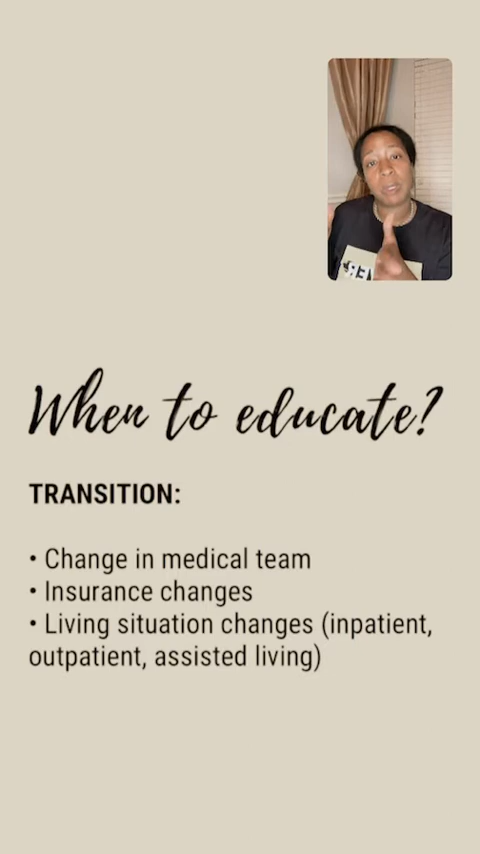 When to educate?
TRANSITION:
• Change in medical team
• Insurance changes
• Living situation changes (inpatient,
outpatient, assisted living)